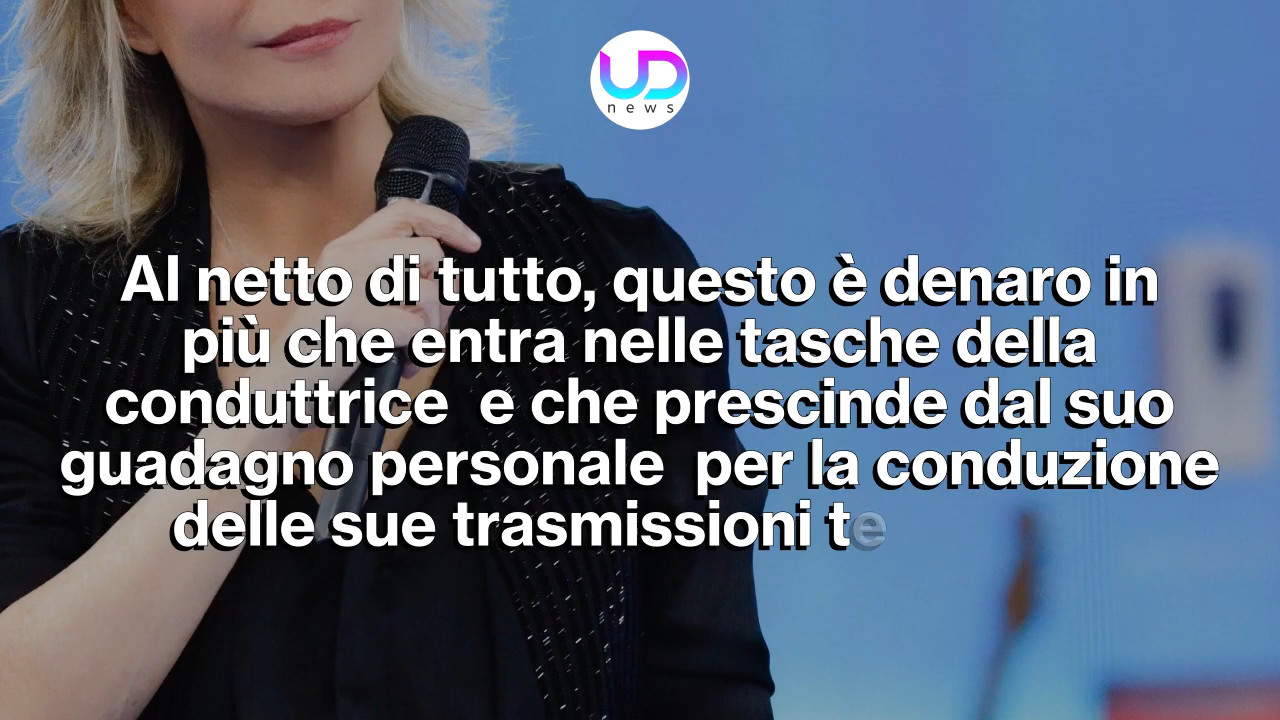 UD
news
Al netto di tutto, questo è denaro in
più che entra nelle tasche della
conduttrice e che prescinde dal suo
guadagno personale per la conduzione
delle sue trasmissioni te